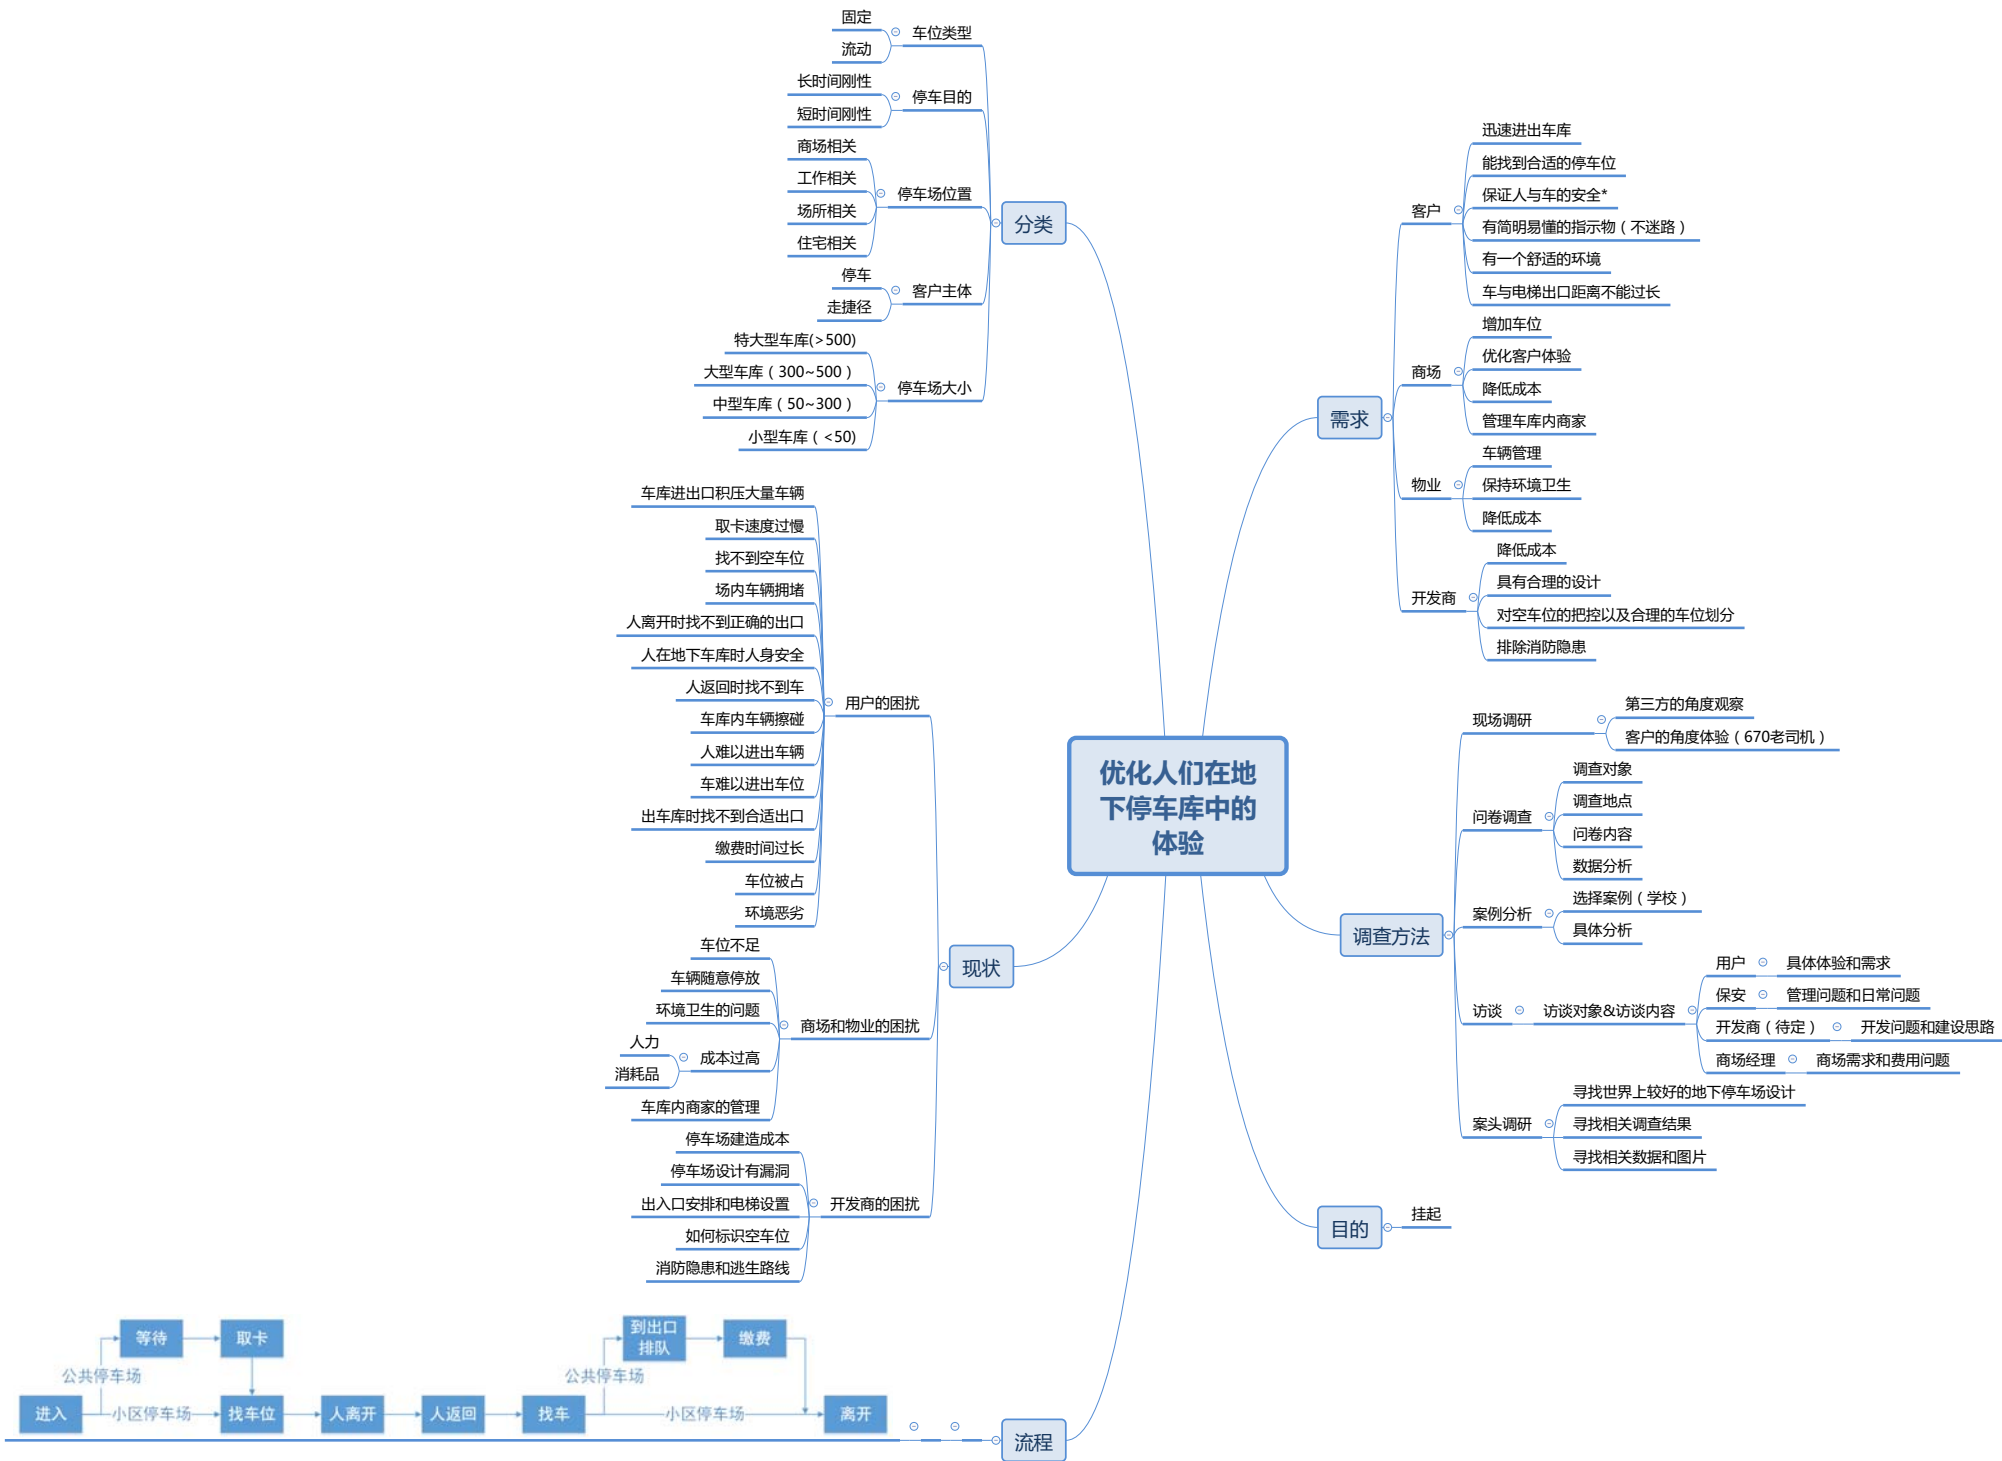 优化人们在地
下停车库中的
体验
分类
车位类型
固定
流动
停车目的
长时间刚性
短时间刚性
停车场位置
商场相关
工作相关
场所相关
住宅相关
客户主体
停车
走捷径
停车场大小
特大型车库(>500)
大型车库（300~500）
中型车库（50~300）
小型车库（<50)
现状
用户的困扰
车库进出口积压大量车辆
取卡速度过慢
找不到空车位
场内车辆拥堵
人离开时找不到正确的出口
人在地下车库时人身安全
人返回时找不到车
车库内车辆擦碰
人难以进出车辆
车难以进出车位
出车库时找不到合适出口
缴费时间过长
车位被占
环境恶劣
商场和物业的困扰
车位不足
车辆随意停放
环境卫生的问题
成本过高
人力
消耗品
车库内商家的管理
开发商的困扰
停车场建造成本
停车场设计有漏洞
出入口安排和电梯设置
如何标识空车位
消防隐患和逃生路线
流程
进入
公共停车场
等待
取卡
小区停车场
找车位
人离开
人返回
找车
公共停车场
到出口
排队
缴费
小区停车场
离开
需求
客户
迅速进出车库
能找到合适的停车位
保证人与车的安全*
有简明易懂的指示物（不迷路）
有一个舒适的环境
车与电梯出口距离不能过长
商场
增加车位
优化客户体验
降低成本
管理车库内商家
物业
车辆管理
保持环境卫生
降低成本
开发商
降低成本
具有合理的设计
对空车位的把控以及合理的车位划分
排除消防隐患
调查方法
现场调研
第三方的角度观察
客户的角度体验（670老司机）
问卷调查
调查对象
调查地点
问卷内容
数据分析
案例分析
选择案例（学校）
具体分析
访谈
访谈对象&访谈内容
用户
具体体验和需求
保安
管理问题和日常问题
开发商（待定）
开发问题和建设思路
商场经理
商场需求和费用问题
案头调研
寻找世界上较好的地下停车场设计
寻找相关调查结果
寻找相关数据和图片
目的
挂起